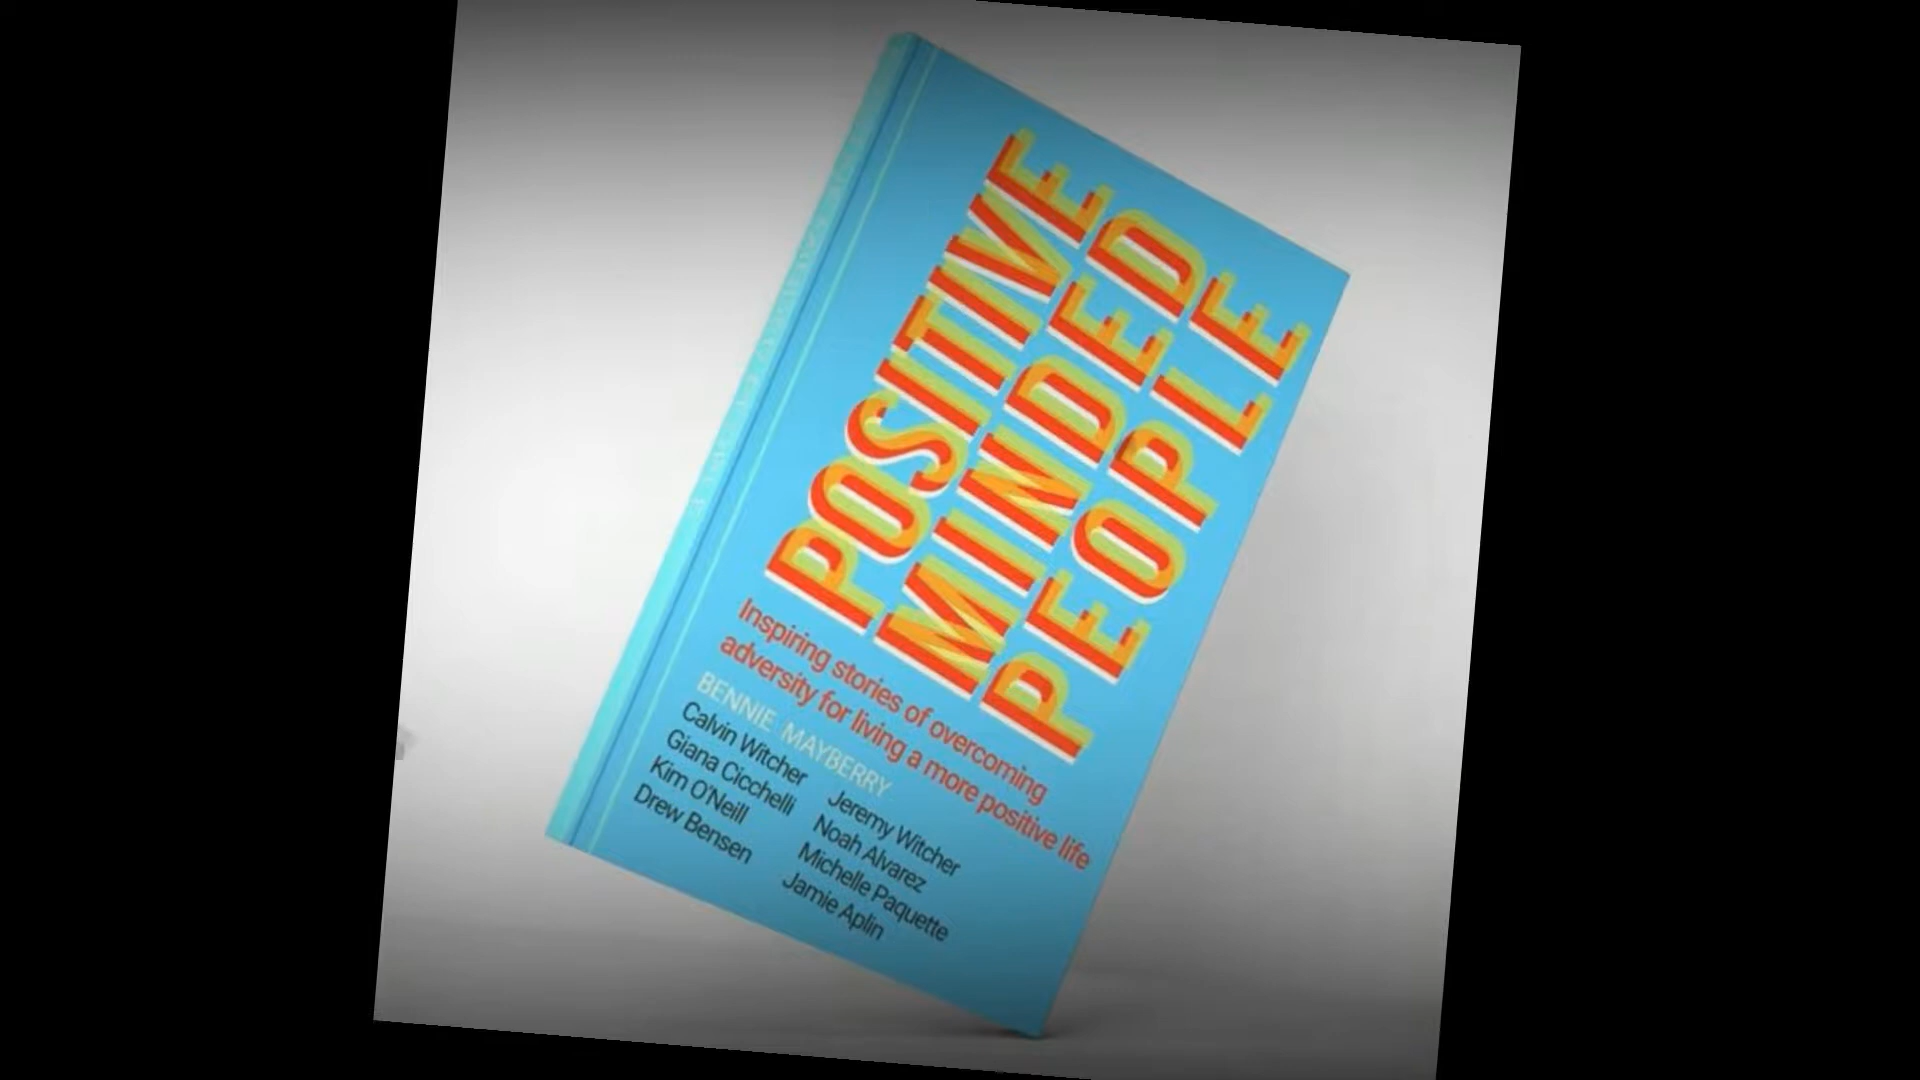 POSITIVE
MINDED
PEOPLE
Inspiring stories of overcoming
adversity for living a more positive life
BENNIE MAYBERRY
Calvin Witcher
Giana Cicchelli
Kim O'Neill
Drew Bensen
Jeremy Witcher
Noah Alvarez
Michelle Paquette
Jamie Aplin